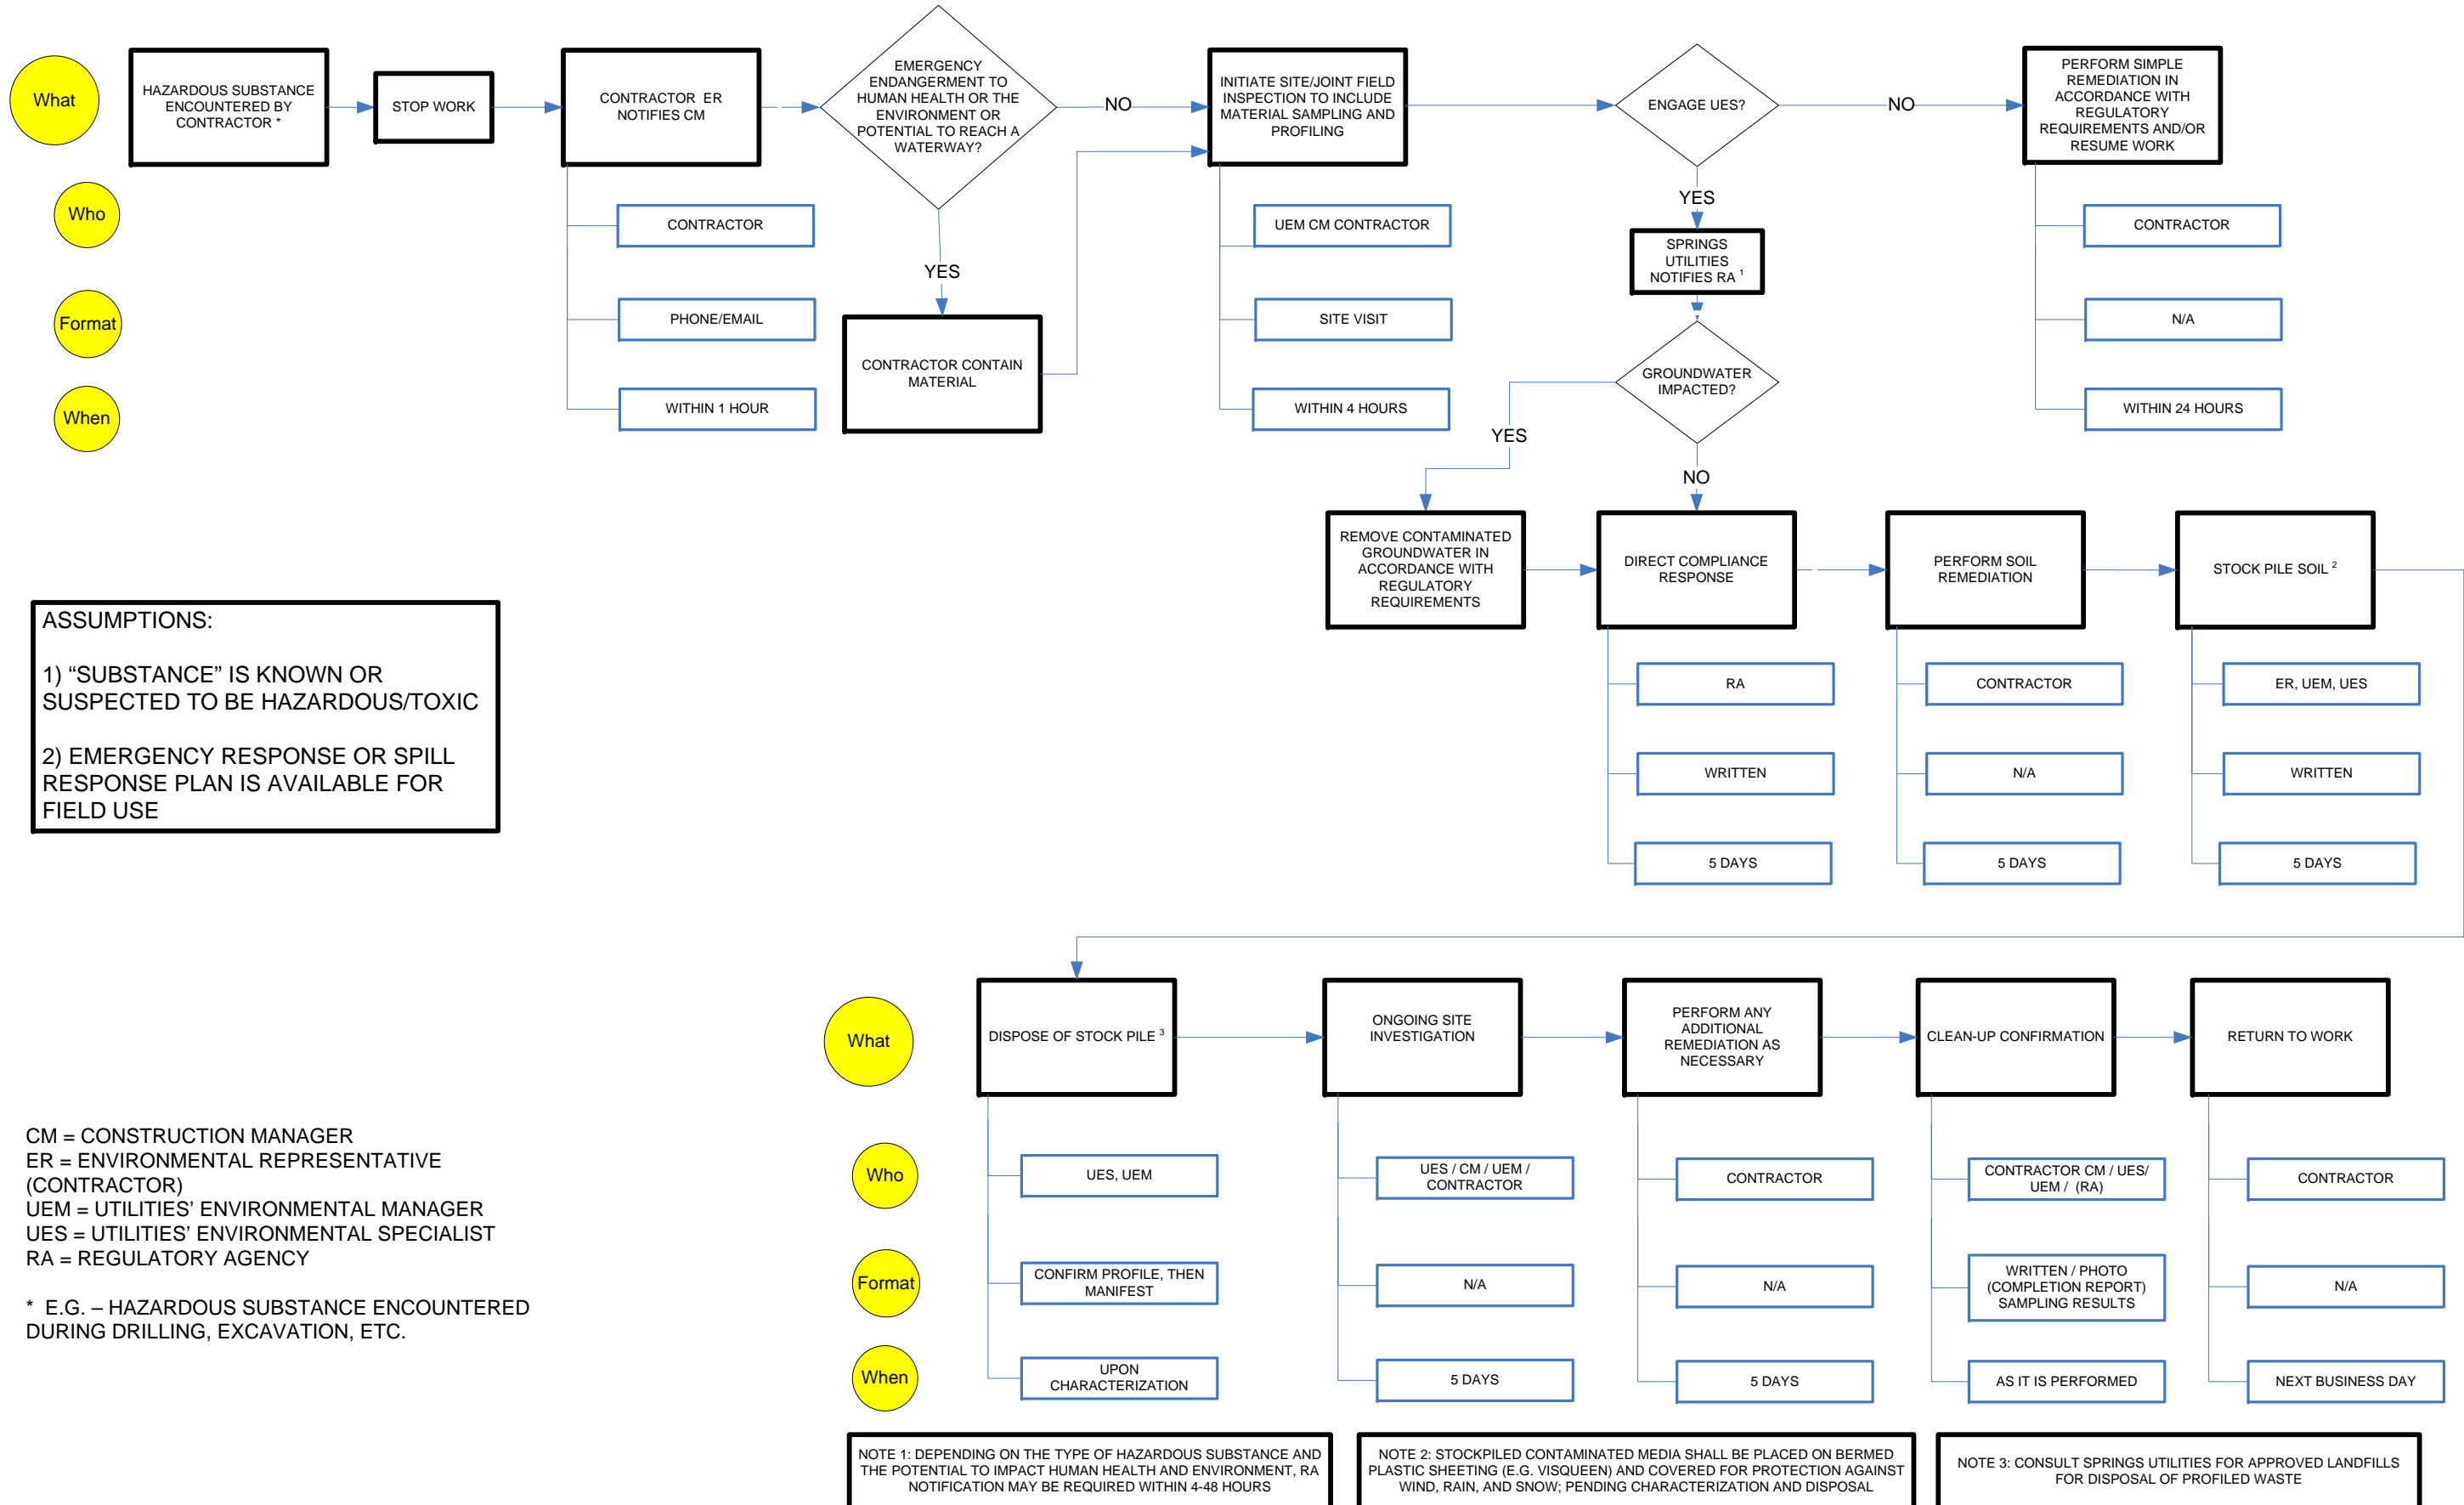 What
HAZARDOUS SUBSTANCE
ENCOUNTERED BY
CONTRACTOR *
STOP WORK
CONTRACTOR ER
NOTIFIES CM
EMERGENCY
ENDANGERMENT TO
HUMAN HEALTH OR THE
ENVIRONMENT OR
POTENTIAL TO REACH A
WATERWAY?
NO
INITIATE SITE/JOINT FIELD
INSPECTION TO INCLUDE
MATERIAL SAMPLING AND
PROFILING
ENGAGE UES?
NO
PERFORM SIMPLE
REMEDIATION IN
ACCORDANCE WITH
REGULATORY
REQUIREMENTS AND/OR
RESUME WORK
Who
CONTRACTOR
UEM CM CONTRACTOR
YES
CONTRACTOR
YES
SPRINGS
UTILITIES
NOTIFIES RA 1
Format
PHONE/EMAIL
SITE VISIT
N/A
CONTRACTOR CONTAIN
MATERIAL
GROUNDWATER
IMPACTED?
When
WITHIN 1 HOUR
WITHIN 4 HOURS
WITHIN 24 HOURS
YES
NO
REMOVE CONTAMINATED
GROUNDWATER IN
ACCORDANCE WITH
REGULATORY
REQUIREMENTS
DIRECT COMPLIANCE
RESPONSE
PERFORM SOIL
REMEDIATION
STOCK PILE SOIL 2
RA
CONTRACTOR
ER, UEM, UES
WRITTEN
N/A
WRITTEN
5 DAYS
5 DAYS
5 DAYS
ASSUMPTIONS:
1) “SUBSTANCE” IS KNOWN OR
SUSPECTED TO BE HAZARDOUS/TOXIC
2) EMERGENCY RESPONSE OR SPILL
RESPONSE PLAN IS AVAILABLE FOR
FIELD USE
What
DISPOSE OF STOCK PILE 3
ONGOING SITE
INVESTIGATION
PERFORM ANY
ADDITIONAL
REMEDIATION AS
NECESSARY
CLEAN-UP CONFIRMATION
RETURN TO WORK
Who
UES, UEM
UES / CM / UEM /
CONTRACTOR
CONTRACTOR
CONTRACTOR CM / UES/
UEM / (RA)
CONTRACTOR
Format
CONFIRM PROFILE, THEN
MANIFEST
N/A
N/A
WRITTEN / PHOTO
(COMPLETION REPORT)
SAMPLING RESULTS
N/A
When
UPON
CHARACTERIZATION
5 DAYS
5 DAYS
AS IT IS PERFORMED
NEXT BUSINESS DAY
CM = CONSTRUCTION MANAGER
ER = ENVIRONMENTAL REPRESENTATIVE
(CONTRACTOR)
UEM = UTILITIES’ ENVIRONMENTAL MANAGER
UES = UTILITIES’ ENVIRONMENTAL SPECIALIST
RA = REGULATORY AGENCY
* E.G. – HAZARDOUS SUBSTANCE ENCOUNTERED
DURING DRILLING, EXCAVATION, ETC.
NOTE 1: DEPENDING ON THE TYPE OF HAZARDOUS SUBSTANCE AND
THE POTENTIAL TO IMPACT HUMAN HEALTH AND ENVIRONMENT, RA
NOTIFICATION MAY BE REQUIRED WITHIN 4-48 HOURS
NOTE 2: STOCKPILED CONTAMINATED MEDIA SHALL BE PLACED ON BERMED
PLASTIC SHEETING (E.G. VISQUEEN) AND COVERED FOR PROTECTION AGAINST
WIND, RAIN, AND SNOW; PENDING CHARACTERIZATION AND DISPOSAL
NOTE 3: CONSULT SPRINGS UTILITIES FOR APPROVED LANDFILLS
FOR DISPOSAL OF PROFILED WASTE